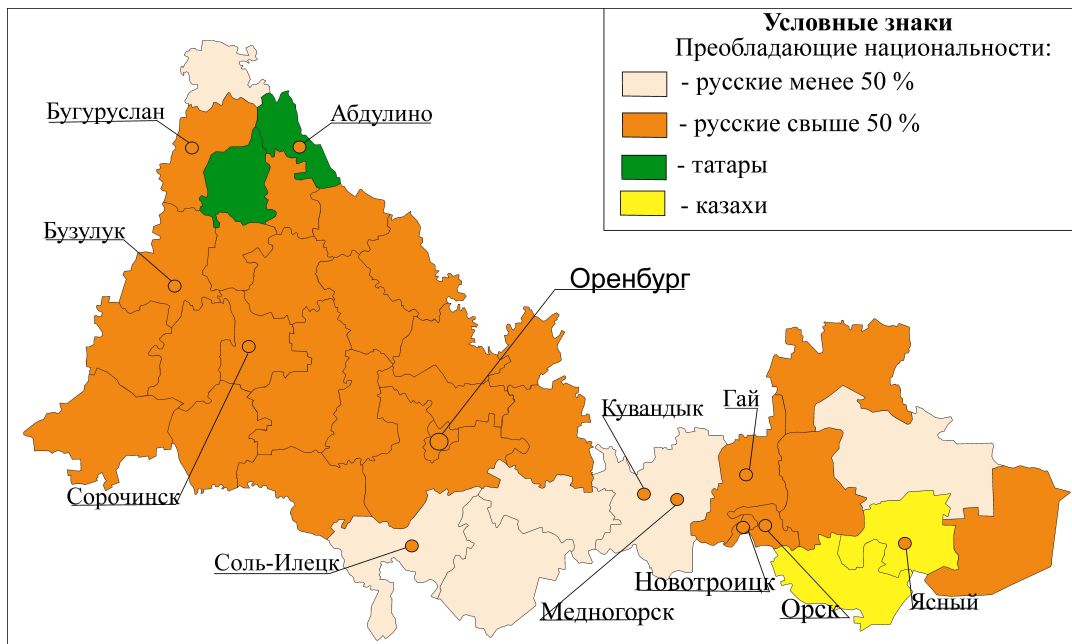 Условные знаки
Преобладающие национальности:
- русские менее 50 %
- русские свыше 50 %
- татары
- казахи
Бугуруслан
Абдулино
Бузулук
Оренбург
Гай
Кувандык
Сорочинск
Соль-Илецк
Новотроицк
Медногорск
Орск
Ясный